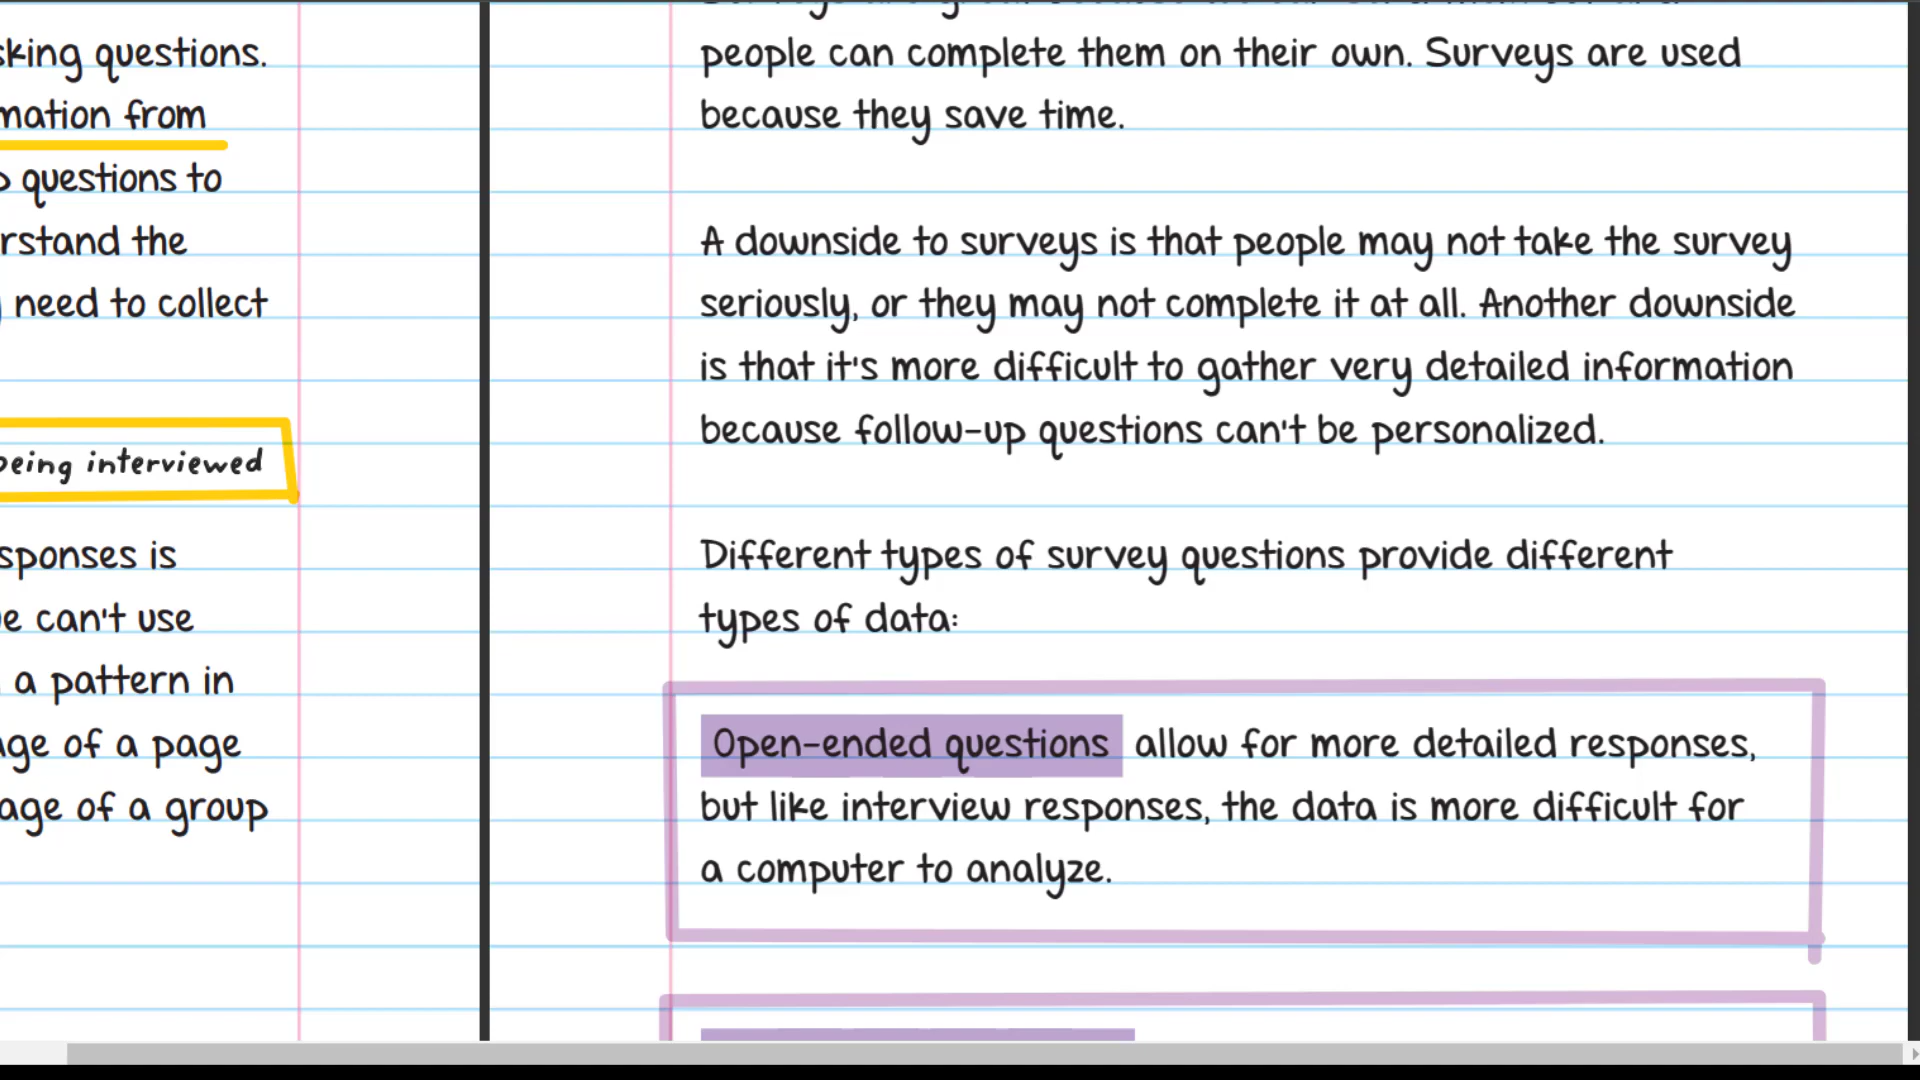 sking questions.
mation from
questions to
rstand the
need to collect
being interviewed
sponses is
e can't use
a pattern in
age of a page
age of a group
people can complete them on their own. Surveys are used
because they save time.
A downside to surveys is that people may not take the survey
seriously, or they may not complete it at all. Another downside
is that it's more difficult to gather very detailed information
because follow-up questions can't be personalized.
Different types of survey questions provide different
types of data:
Open-ended questions allow for more detailed responses,
but like interview responses, the data is more difficult for
a computer to analyze.